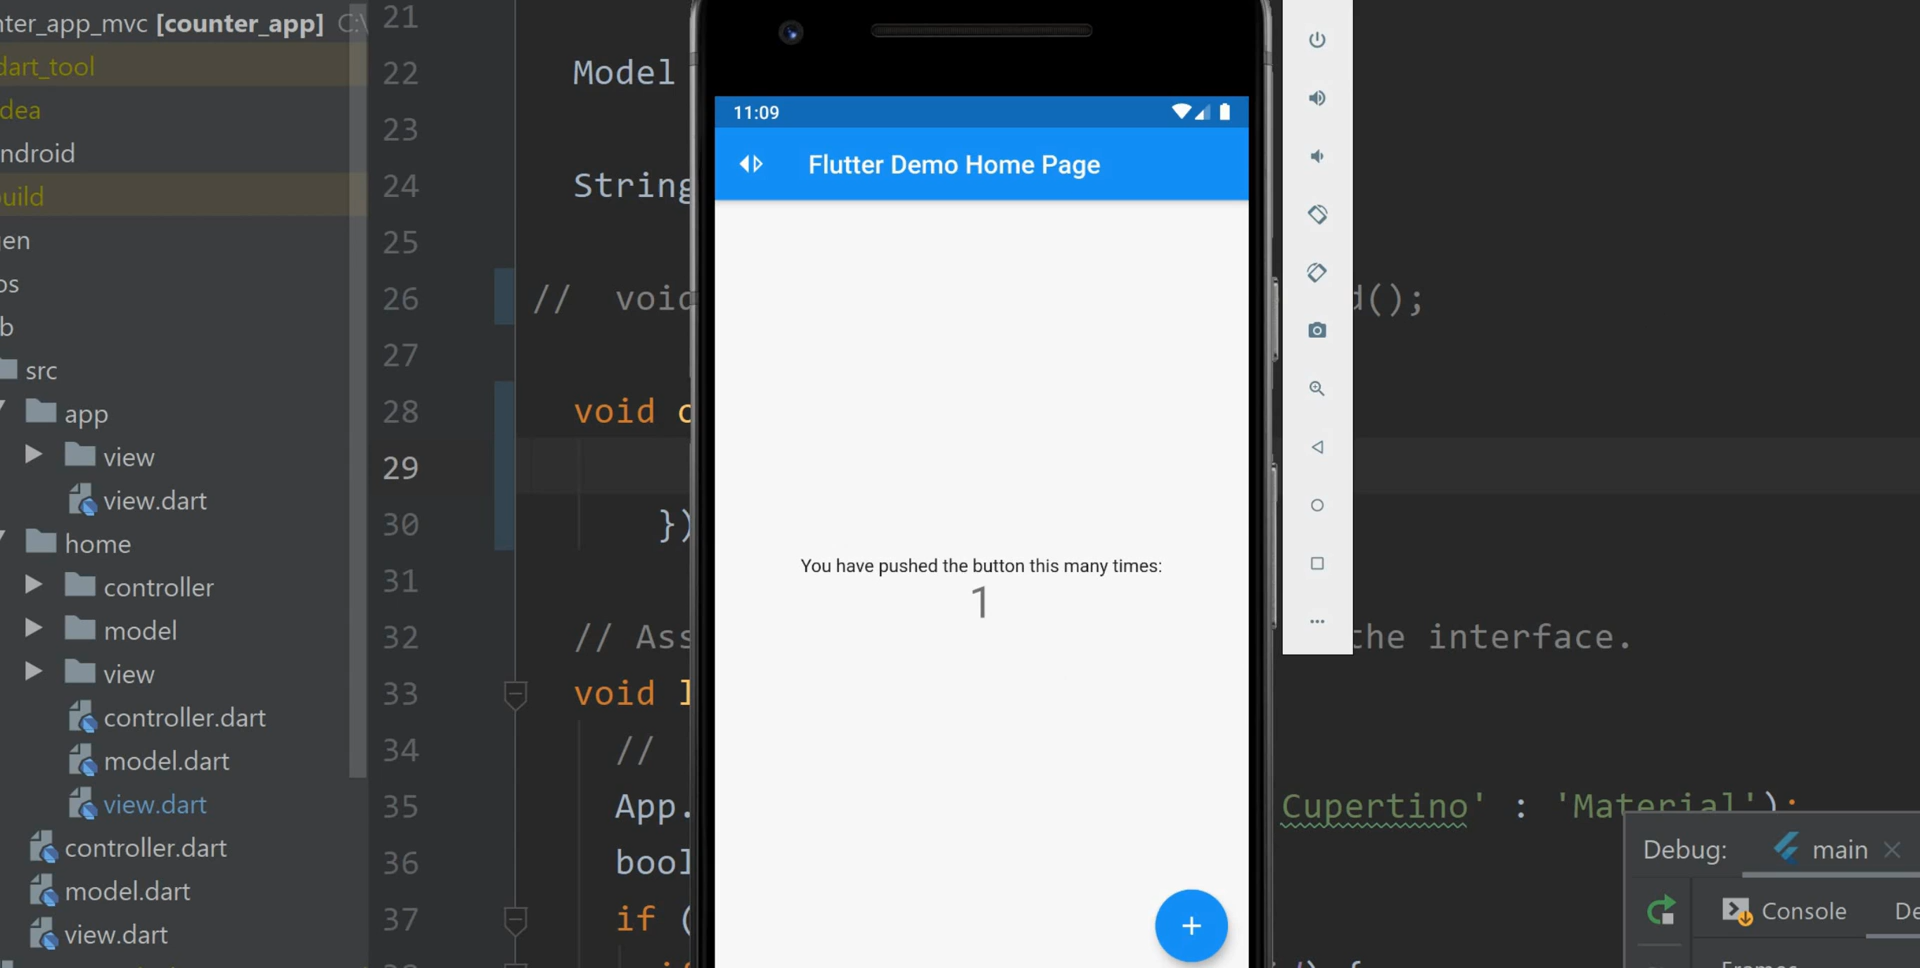 nter_app_mvc [counter_app] C:\
dart_tool
dea
ndroid
uild
gen
os
b
src
app
view
view.dart
home
controller
model
view
controller.dart
model.dart
view.dart
controller.dart
model.dart
view.dart
21
22 Model
23
24 String
25
26 // void d();
27
28 void c
29
30 })
31
32 // Ass the interface.
33 void l
34 //
35 App. Cupertino' : 'Material');
36 bool
37 if (
11:09
Flutter Demo Home Page
You have pushed the button this many times:
1
+
Debug: main
Console De